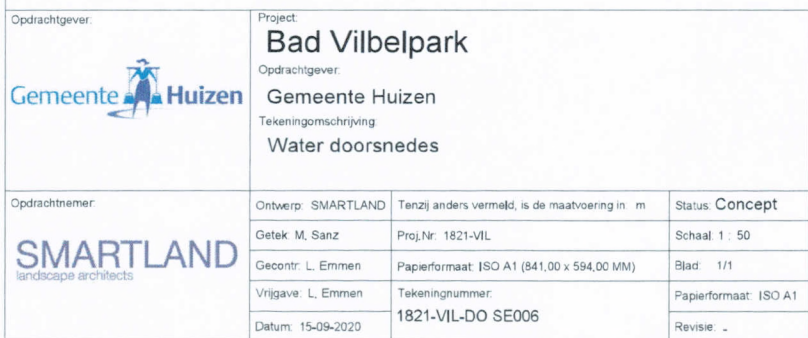 Opdrachtgever:
Gemeente Huizen
Project:
Bad Vilbelpark
Opdrachtgever:
Gemeente Huizen
Tekeningomschrijving:
Water doorsnedes
Opdrachtnemer:
SMARTLAND
landscape architects
Ontwerp: SMARTLAND
Tenzij anders vermeld, is de maatvoering in: m
Status: Concept
Getek: M. Sanz
Proj.Nr: 1821-VIL
Schaal: 1 : 50
Gecontr: L. Emmen
Papierformaat: ISO A1 (841,00 x 594,00 MM)
Blad: 1/1
Vrijgave: L. Emmen
Tekeningnummer:
1821-VIL-DO SE006
Papierformaat: ISO A1
Datum: 15-09-2020
Revisie: -